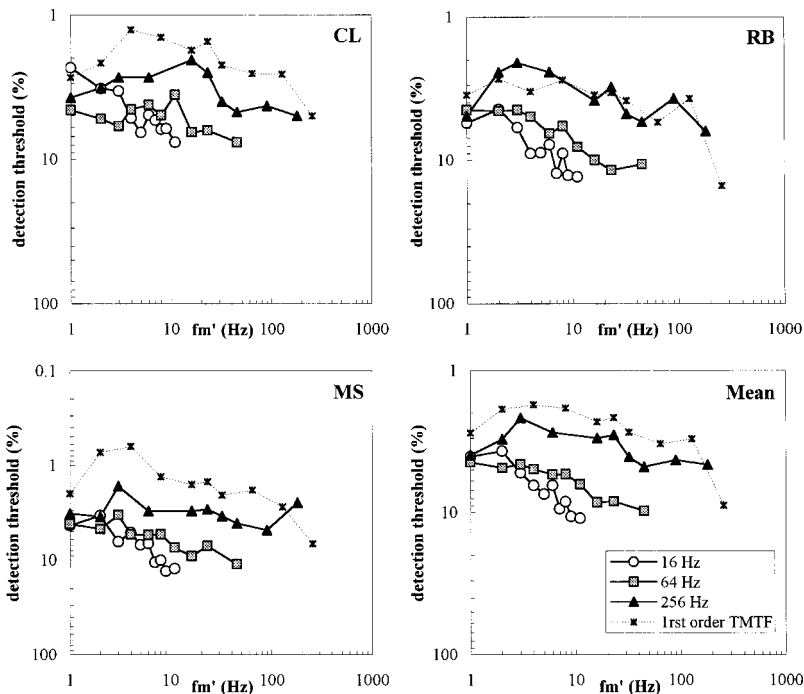 1
10
100
detection threshold (%)
CL
1
10
100
1000
fm' (Hz)
1
10
100
detection threshold (%)
RB
1
10
100
1000
fm' (Hz)
0.1
1
10
100
detection threshold (%)
MS
1
10
100
1000
fm' (Hz)
1
10
100
detection threshold (%)
Mean
16 Hz
64 Hz
256 Hz
1rst order TMTF
1
10
100
1000
fm' (Hz)